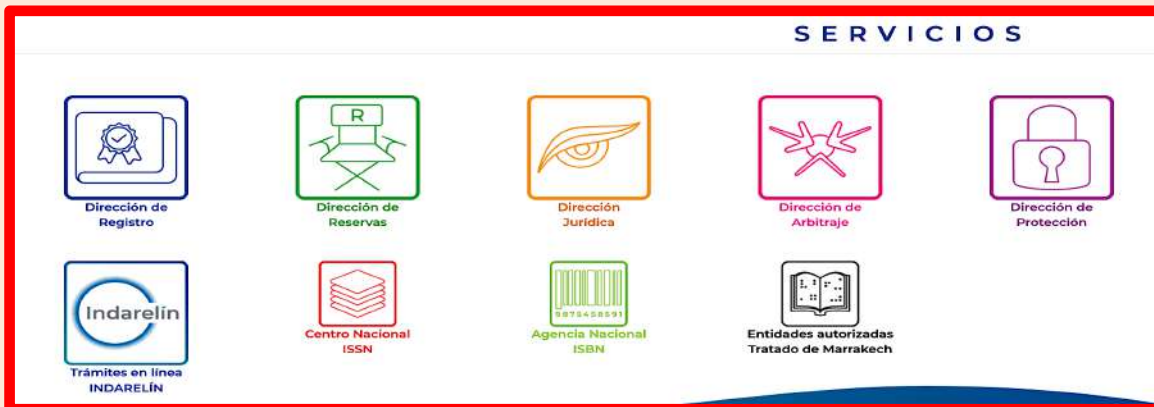 SERVICIOS
R
Dirección de
Registro
Dirección de
Reservas
Dirección
Jurídica
Dirección de
Arbitraje
Dirección de
Protección
Indarelín
Trámites en línea
INDARELÍN
Centro Nacional
ISSN
9875458591
Agencia Nacional
ISBN
Entidades autorizadas
Tratado de Marrakech